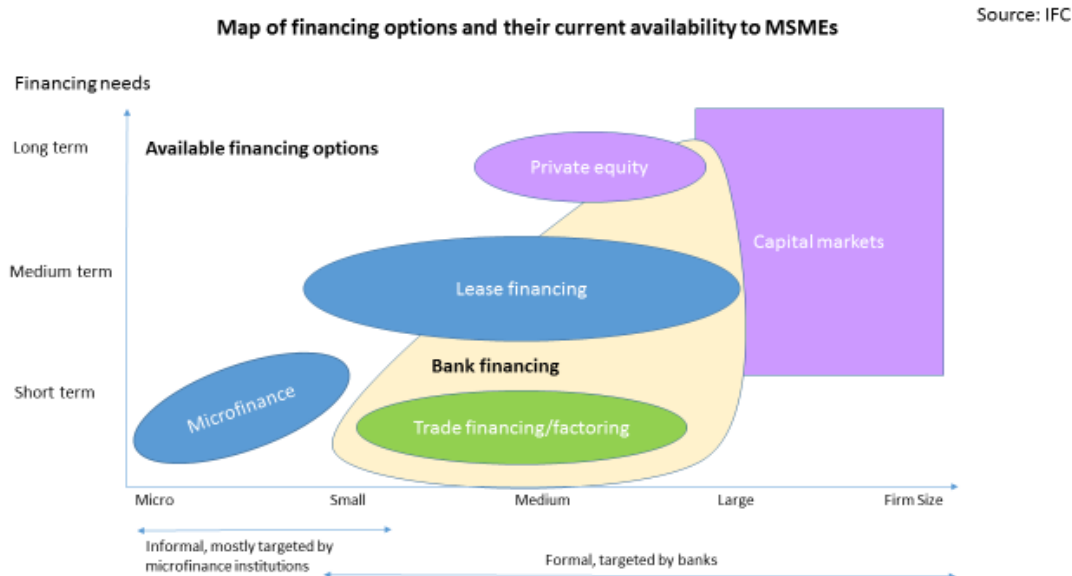 Source: IFC
Map of financing options and their current availability to MSMEs
Financing needs
Long term
Available financing options
Private equity
Capital markets
Medium term
Lease financing
Bank financing
Short term
Microfinance
Trade financing/factoring
Micro
Small
Medium
Large
Firm Size
Informal, mostly targeted by
microfinance institutions
Formal, targeted by banks